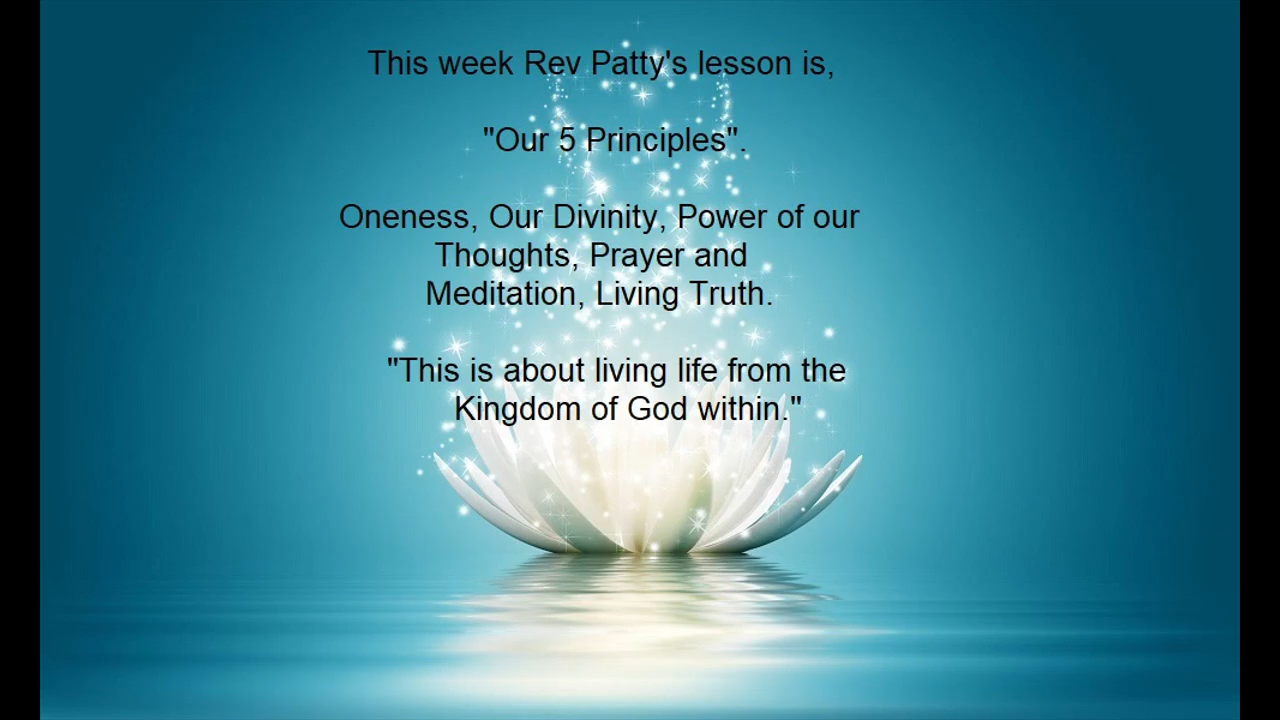 This week Rev Patty's lesson is,
"Our 5 Principles".
Oneness, Our Divinity, Power of our
Thoughts, Prayer and
Meditation, Living Truth.
"This is about living life from the
Kingdom of God within."